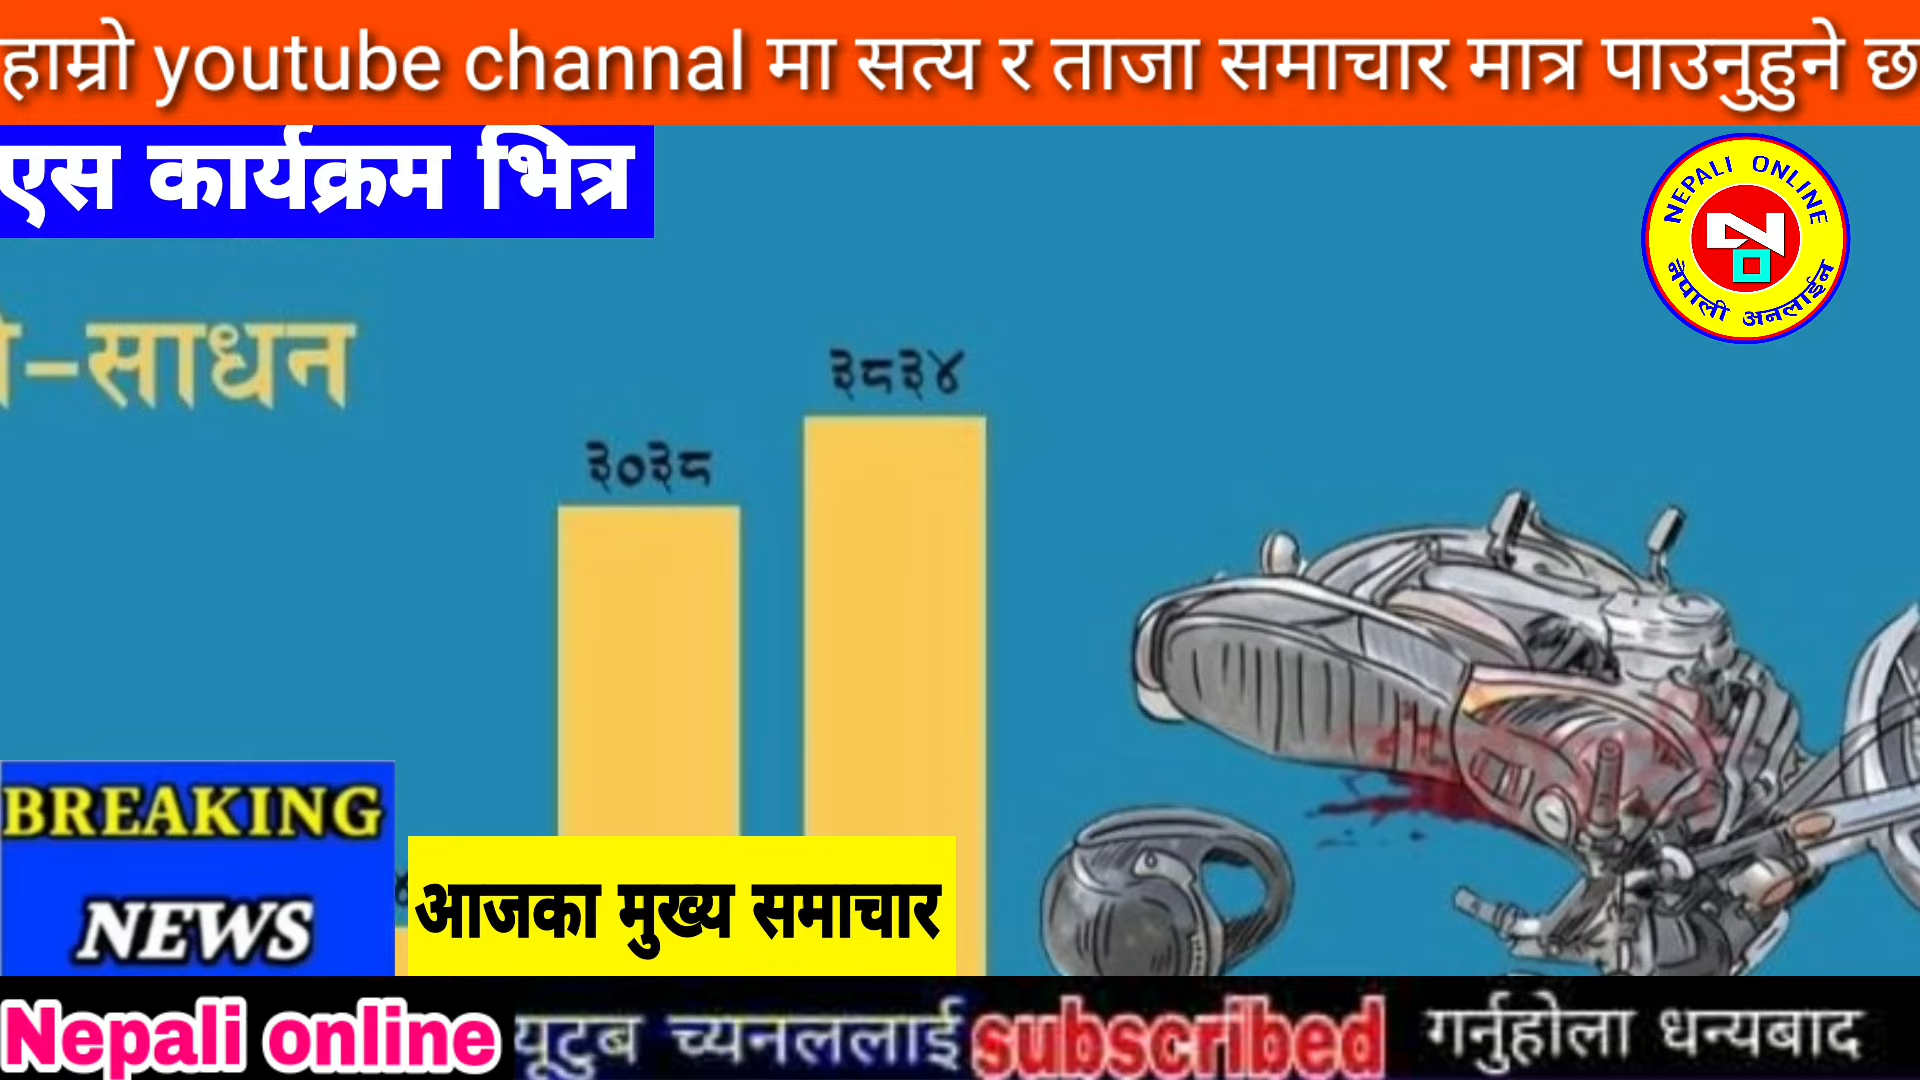 हाम्रो youtube channal मा सत्य र ताजा समाचार मात्र पाउनुहुने छ
एस कार्यक्रम भित्र
NEPALI ONLINE
NO
नेपाली अनलाईन
–साधन
३८३४
३०३८
BREAKING
NEWS
आजका मुख्य समाचार
Nepali online यूटुब च्यनललाई subscribed गर्नुहोला धन्यबाद